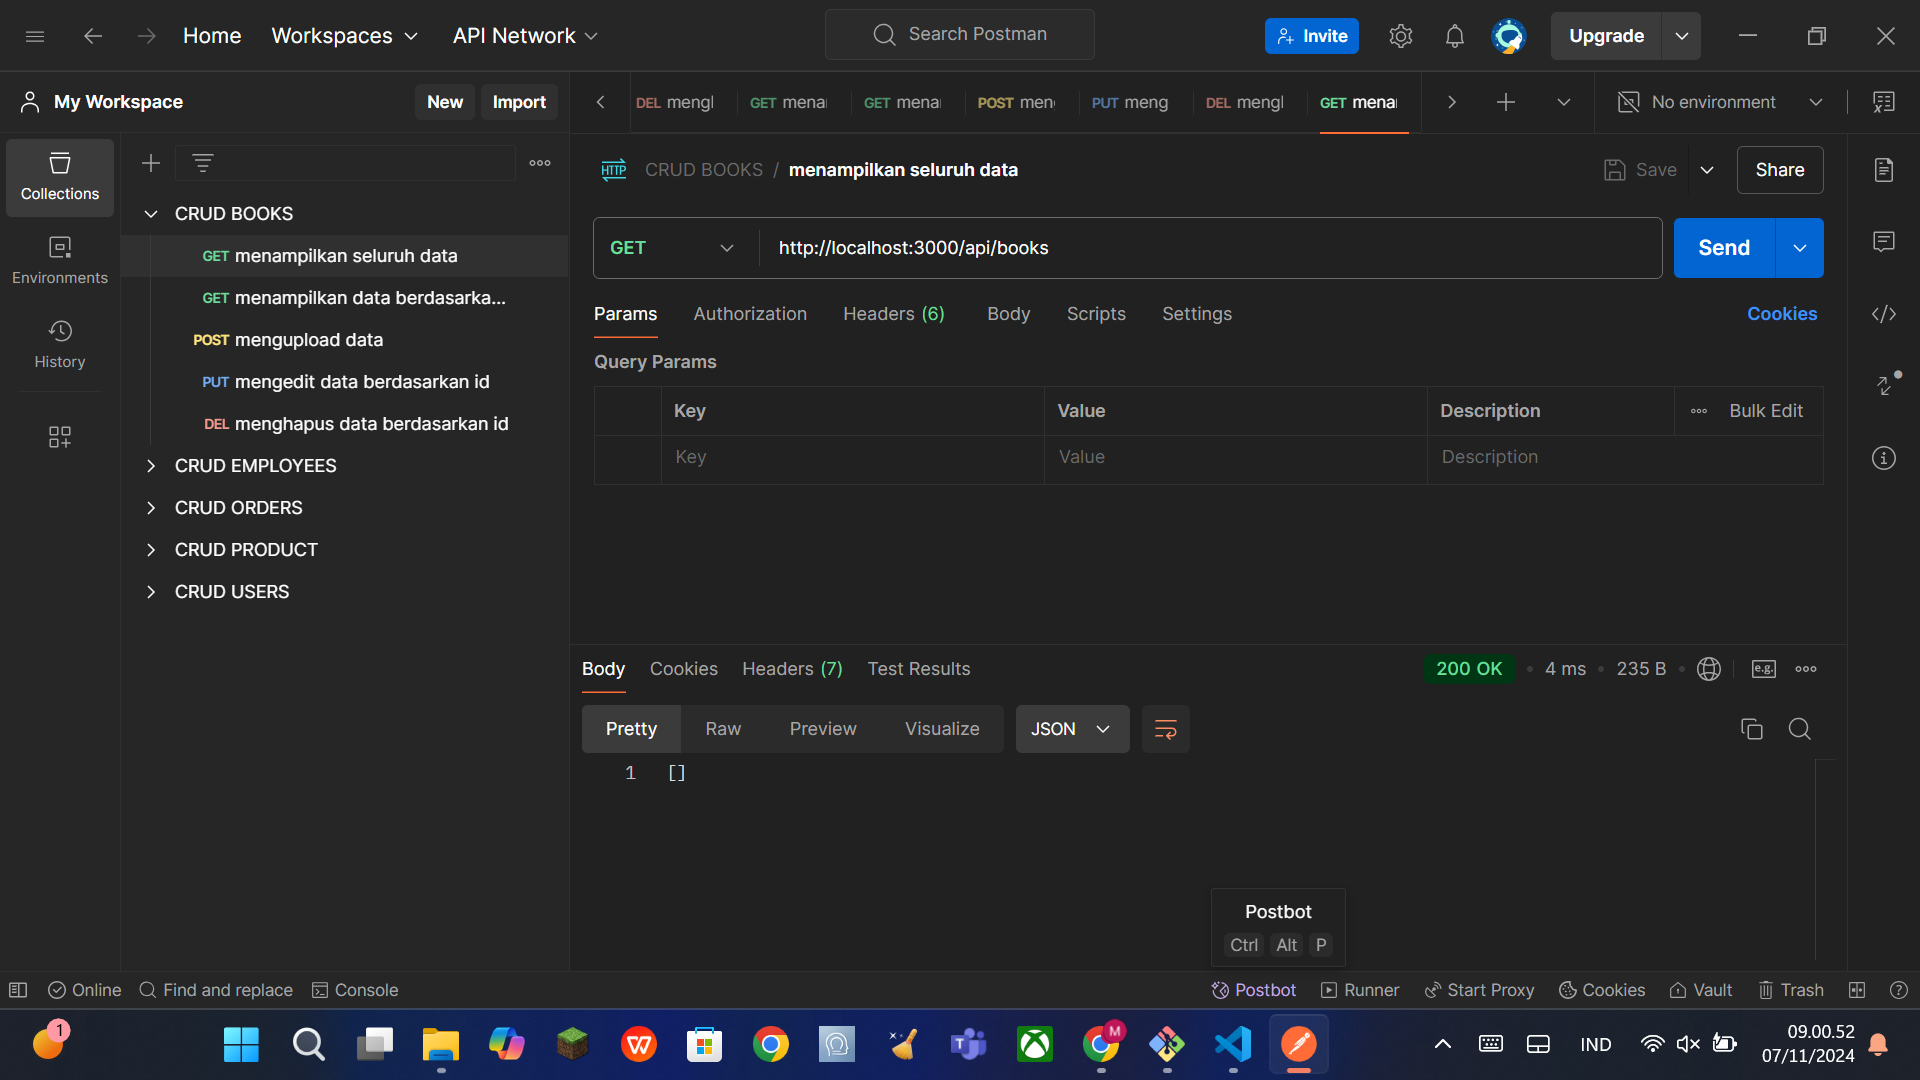 Home
Workspaces
API Network
Search Postman
Invite
Upgrade
My Workspace
New
Import
DEL mengl
GET mena
GET mena
POST men
PUT meng
DEL mengl
GET mena
No environment
Collections
Environments
History
CRUD BOOKS
GET menampilkan seluruh data
GET menampilkan data berdasarka...
POST mengupload data
PUT mengedit data berdasarkan id
DEL menghapus data berdasarkan id
CRUD EMPLOYEES
CRUD ORDERS
CRUD PRODUCT
CRUD USERS
HTTP CRUD BOOKS / menampilkan seluruh data
Save
Share
GET
http://localhost:3000/api/books
Send
Params
Authorization
Headers (6)
Body
Scripts
Settings
Cookies
Query Params
Key
Value
Description
Bulk Edit
Key
Value
Description
Body
Cookies
Headers (7)
Test Results
200 OK
4 ms
235 B
e.g.
Pretty
Raw
Preview
Visualize
JSON
1 []
Postbot
Ctrl Alt P
Online
Find and replace
Console
Postbot
Runner
Start Proxy
Cookies
Vault
Trash
1
W
M
IND
09.00.52
07/11/2024